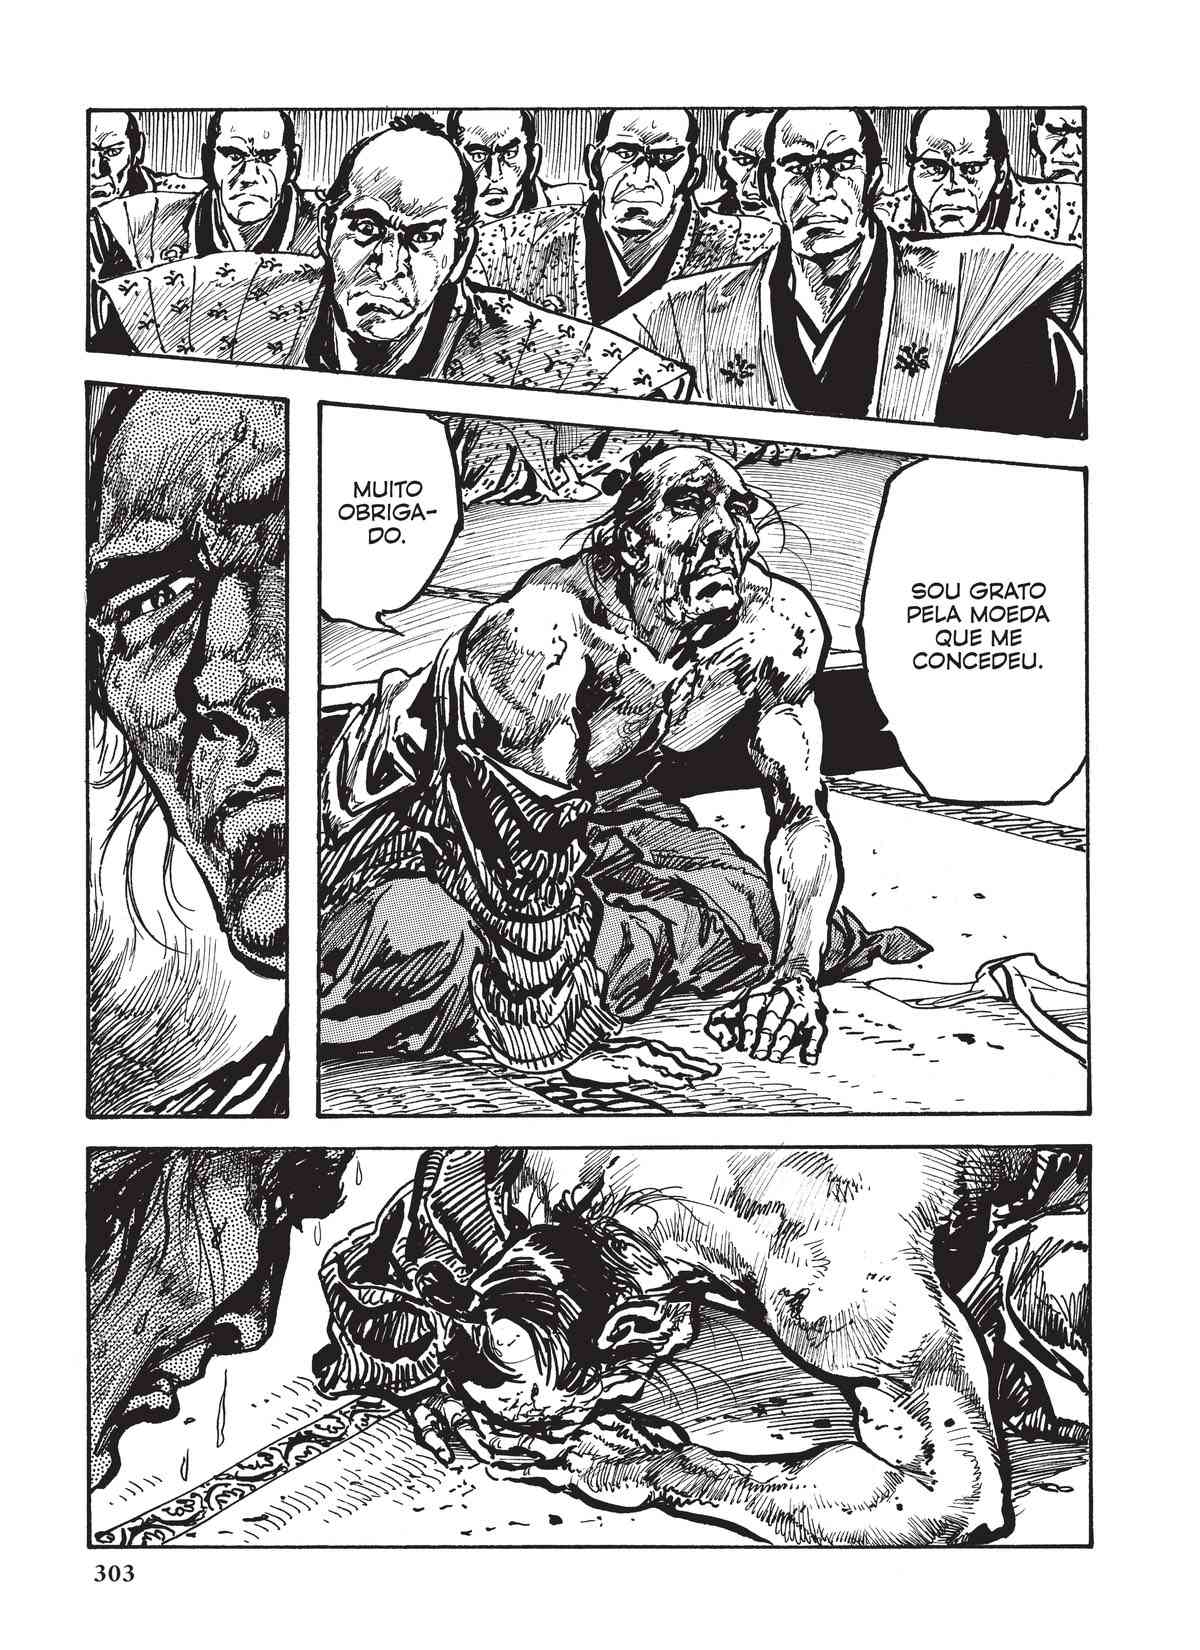 SOU GRATO
PELA MOEDA
QUE ME
CONCEDEU.
MUITO
OBRIGA-
DO.
303